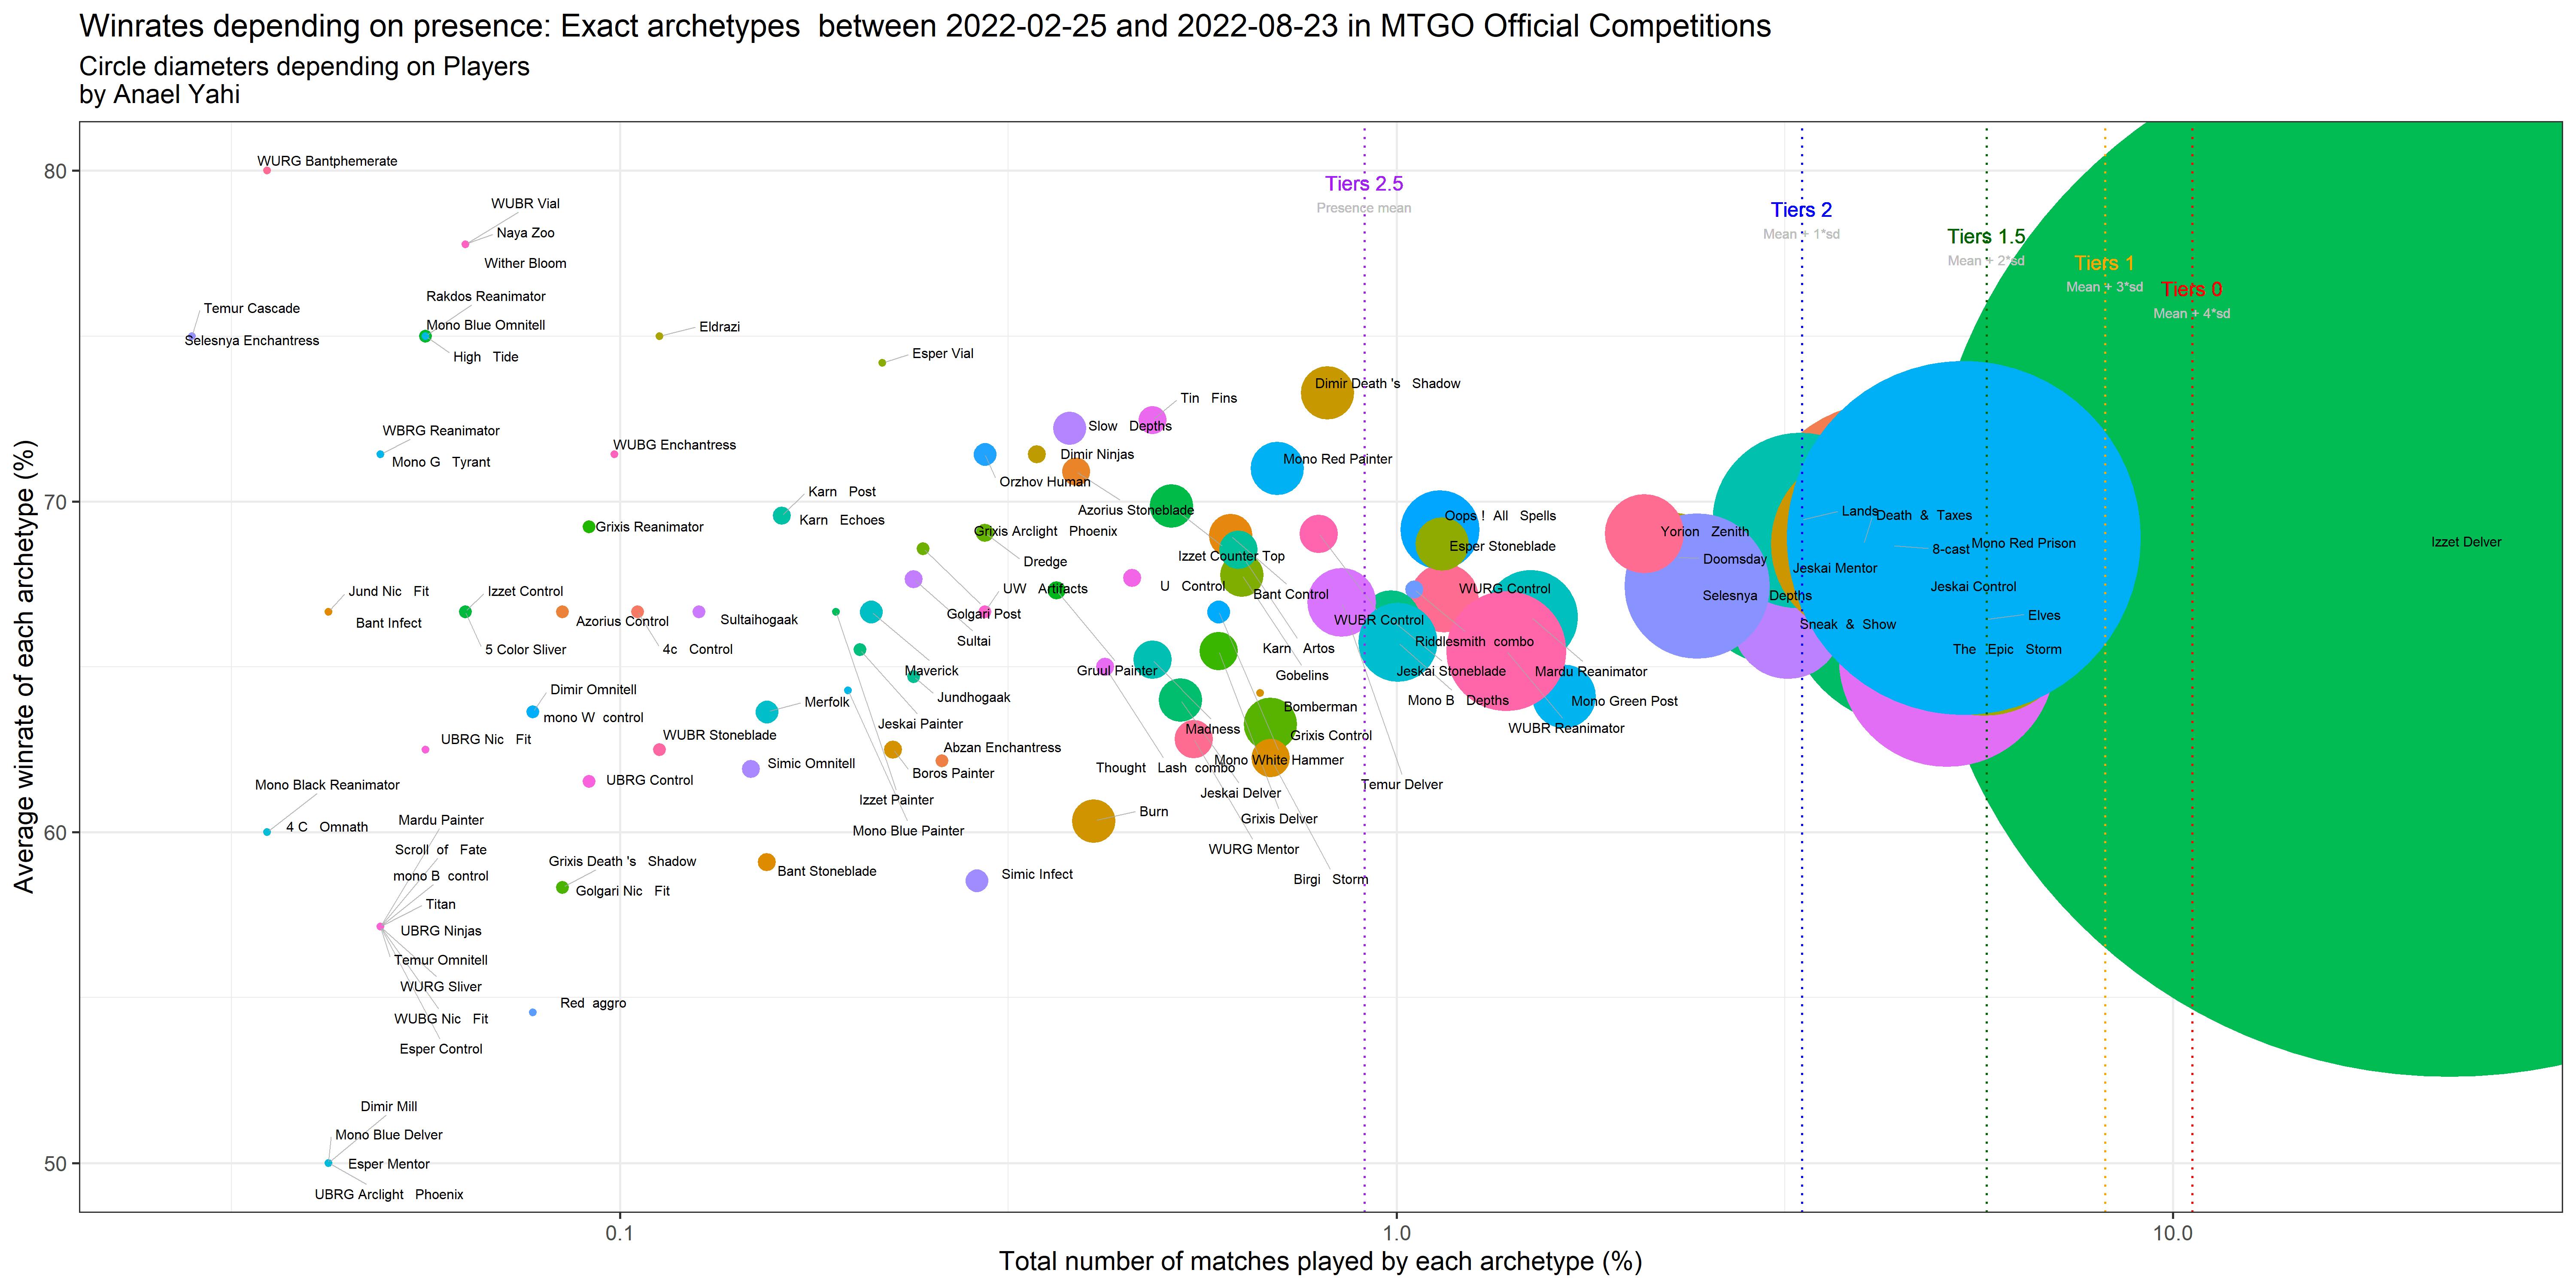 Winrates depending on presence: Exact archetypes  between 2022-02-25 and 2022-08-23 in MTGO Official Competitions
Circle diameters depending on Players
by Anael Yahi
Average winrate of each archetype (%)
80
70
60
50
WURG Bantphemerate
Tiers 2.5
Presence mean
WUBR Vial
Tiers 2
Mean + 1*sd
Naya Zoo
Tiers 1.5
Mean + 2*sd
Wither Bloom
Tiers 1
Mean + 3*sd
Tiers 0
Mean + 4*sd
Rakdos Reanimator
Temur Cascade
Mono Blue Omnitell
Eldrazi
Selesnya Enchantress
High Tide
Esper Vial
Dimir Death 's Shadow
Tin Fins
Slow Depths
WBRG Reanimator
WUBG Enchantress
Dimir Ninjas
Mono Red Painter
Mono G Tyrant
Orzhov Human
Karn Post
Azorius Stoneblade
Lands
Death & Taxes
Oops ! All Spells
Karn Echoes
Grixis Reanimator
Grixis Arclight Phoenix
Yorion Zenith
Izzet Delver
Mono Red Prison
8-cast
Esper Stoneblade
Izzet Counter Top
Dredge
Doomsday
Jeskai Mentor
U Control
UW Artifacts
WURG Control
Jeskai Control
Jund Nic Fit
Izzet Control
Bant Control
Selesnya Depths
Golgari Post
Elves
Bant Infect
Azorius Control
Sultaihogaak
WUBR Control
Sneak & Show
Sultai
Riddlesmith combo
5 Color Sliver
4c Control
Karn Artos
The Epic Storm
Maverick
Gruul Painter
Gobelins
Jeskai Stoneblade
Mardu Reanimator
Dimir Omnitell
Jundhogaak
Mono B Depths
Mono Green Post
Merfolk
Bomberman
mono W control
Jeskai Painter
Madness
WUBR Reanimator
UBRG Nic Fit
WUBR Stoneblade
Grixis Control
Abzan Enchantress
Mono White Hammer
Simic Omnitell
Thought Lash combo
Boros Painter
UBRG Control
Temur Delver
Mono Black Reanimator
Jeskai Delver
Izzet Painter
Burn
Mardu Painter
Grixis Delver
4 C Omnath
Mono Blue Painter
Scroll of Fate
WURG Mentor
Grixis Death 's Shadow
Bant Stoneblade
mono B control
Simic Infect
Birgi Storm
Golgari Nic Fit
Titan
UBRG Ninjas
Temur Omnitell
WURG Sliver
Red aggro
WUBG Nic Fit
Esper Control
Dimir Mill
Mono Blue Delver
Esper Mentor
UBRG Arclight Phoenix
0.1
1.0
10.0
Total number of matches played by each archetype (%)